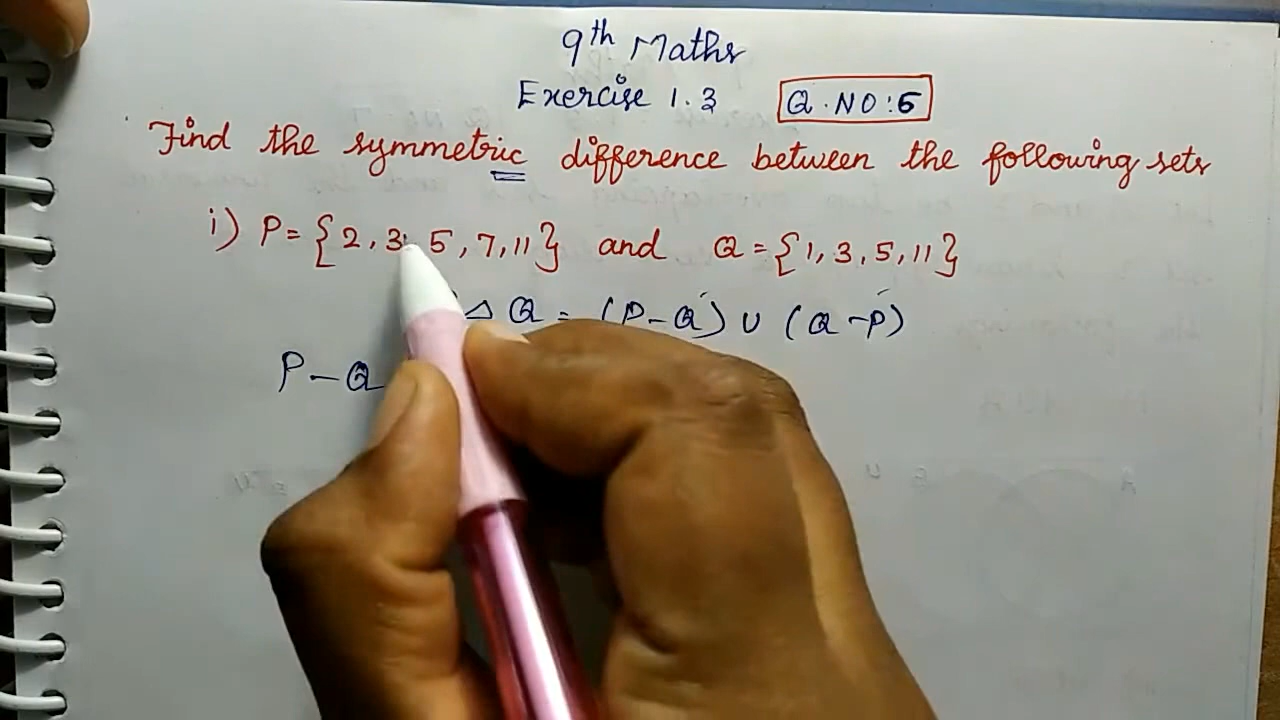 9th Maths
Exercise 1.3 Q.NO:6
Find the symmetric difference between the following sets
i) P = {2, 3, 5, 7, 11} and Q = {1, 3, 5, 11}
△ Q = (P - Q) ∪ (Q - P)
P - Q